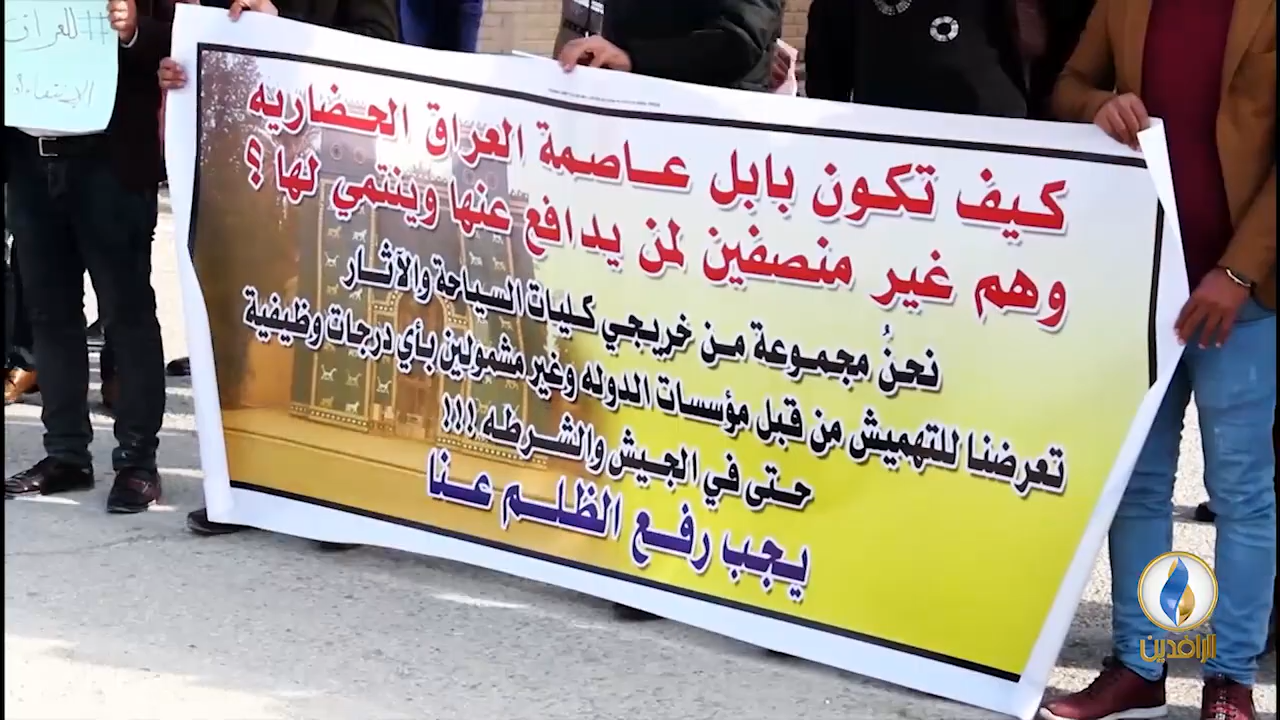 كيف تكون بابل عاصمة العراق الحضاريه
وهم غير منصفين لمن يدافع عنها وينتمي لها ؟
نحنُ مجموعة من خريجي كليات السياحة والآثار
تعرضنا للتهميش من قبل مؤسسات الدوله وغير مشمولين بأي درجات وظيفية
حتى في الجيش والشرطه !!!
يجب رفع الظلم عنا
الرافدين